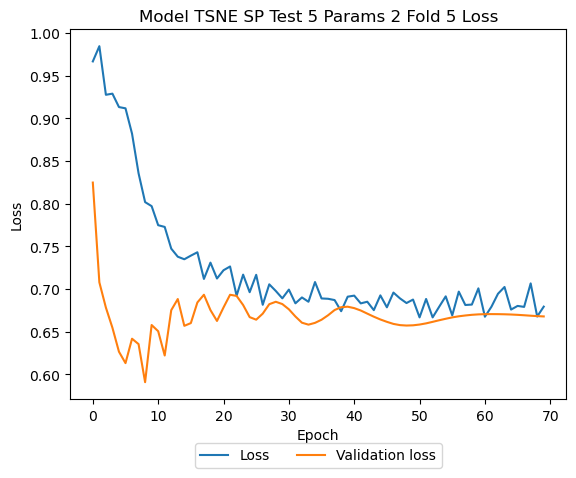 Model TSNE SP Test 5 Params 2 Fold 5 Loss
1.00
0.95
0.90
0.85
0.80
0.75
0.70
0.65
0.60
Loss
0 10 20 30 40 50 60 70
Epoch
Loss Validation loss